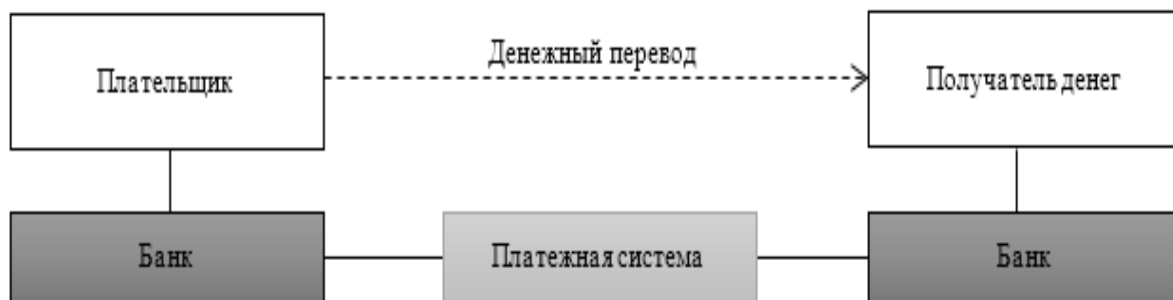 Денежный перевод
Плательщик
Получатель денег
Банк
Платежная система
Банк